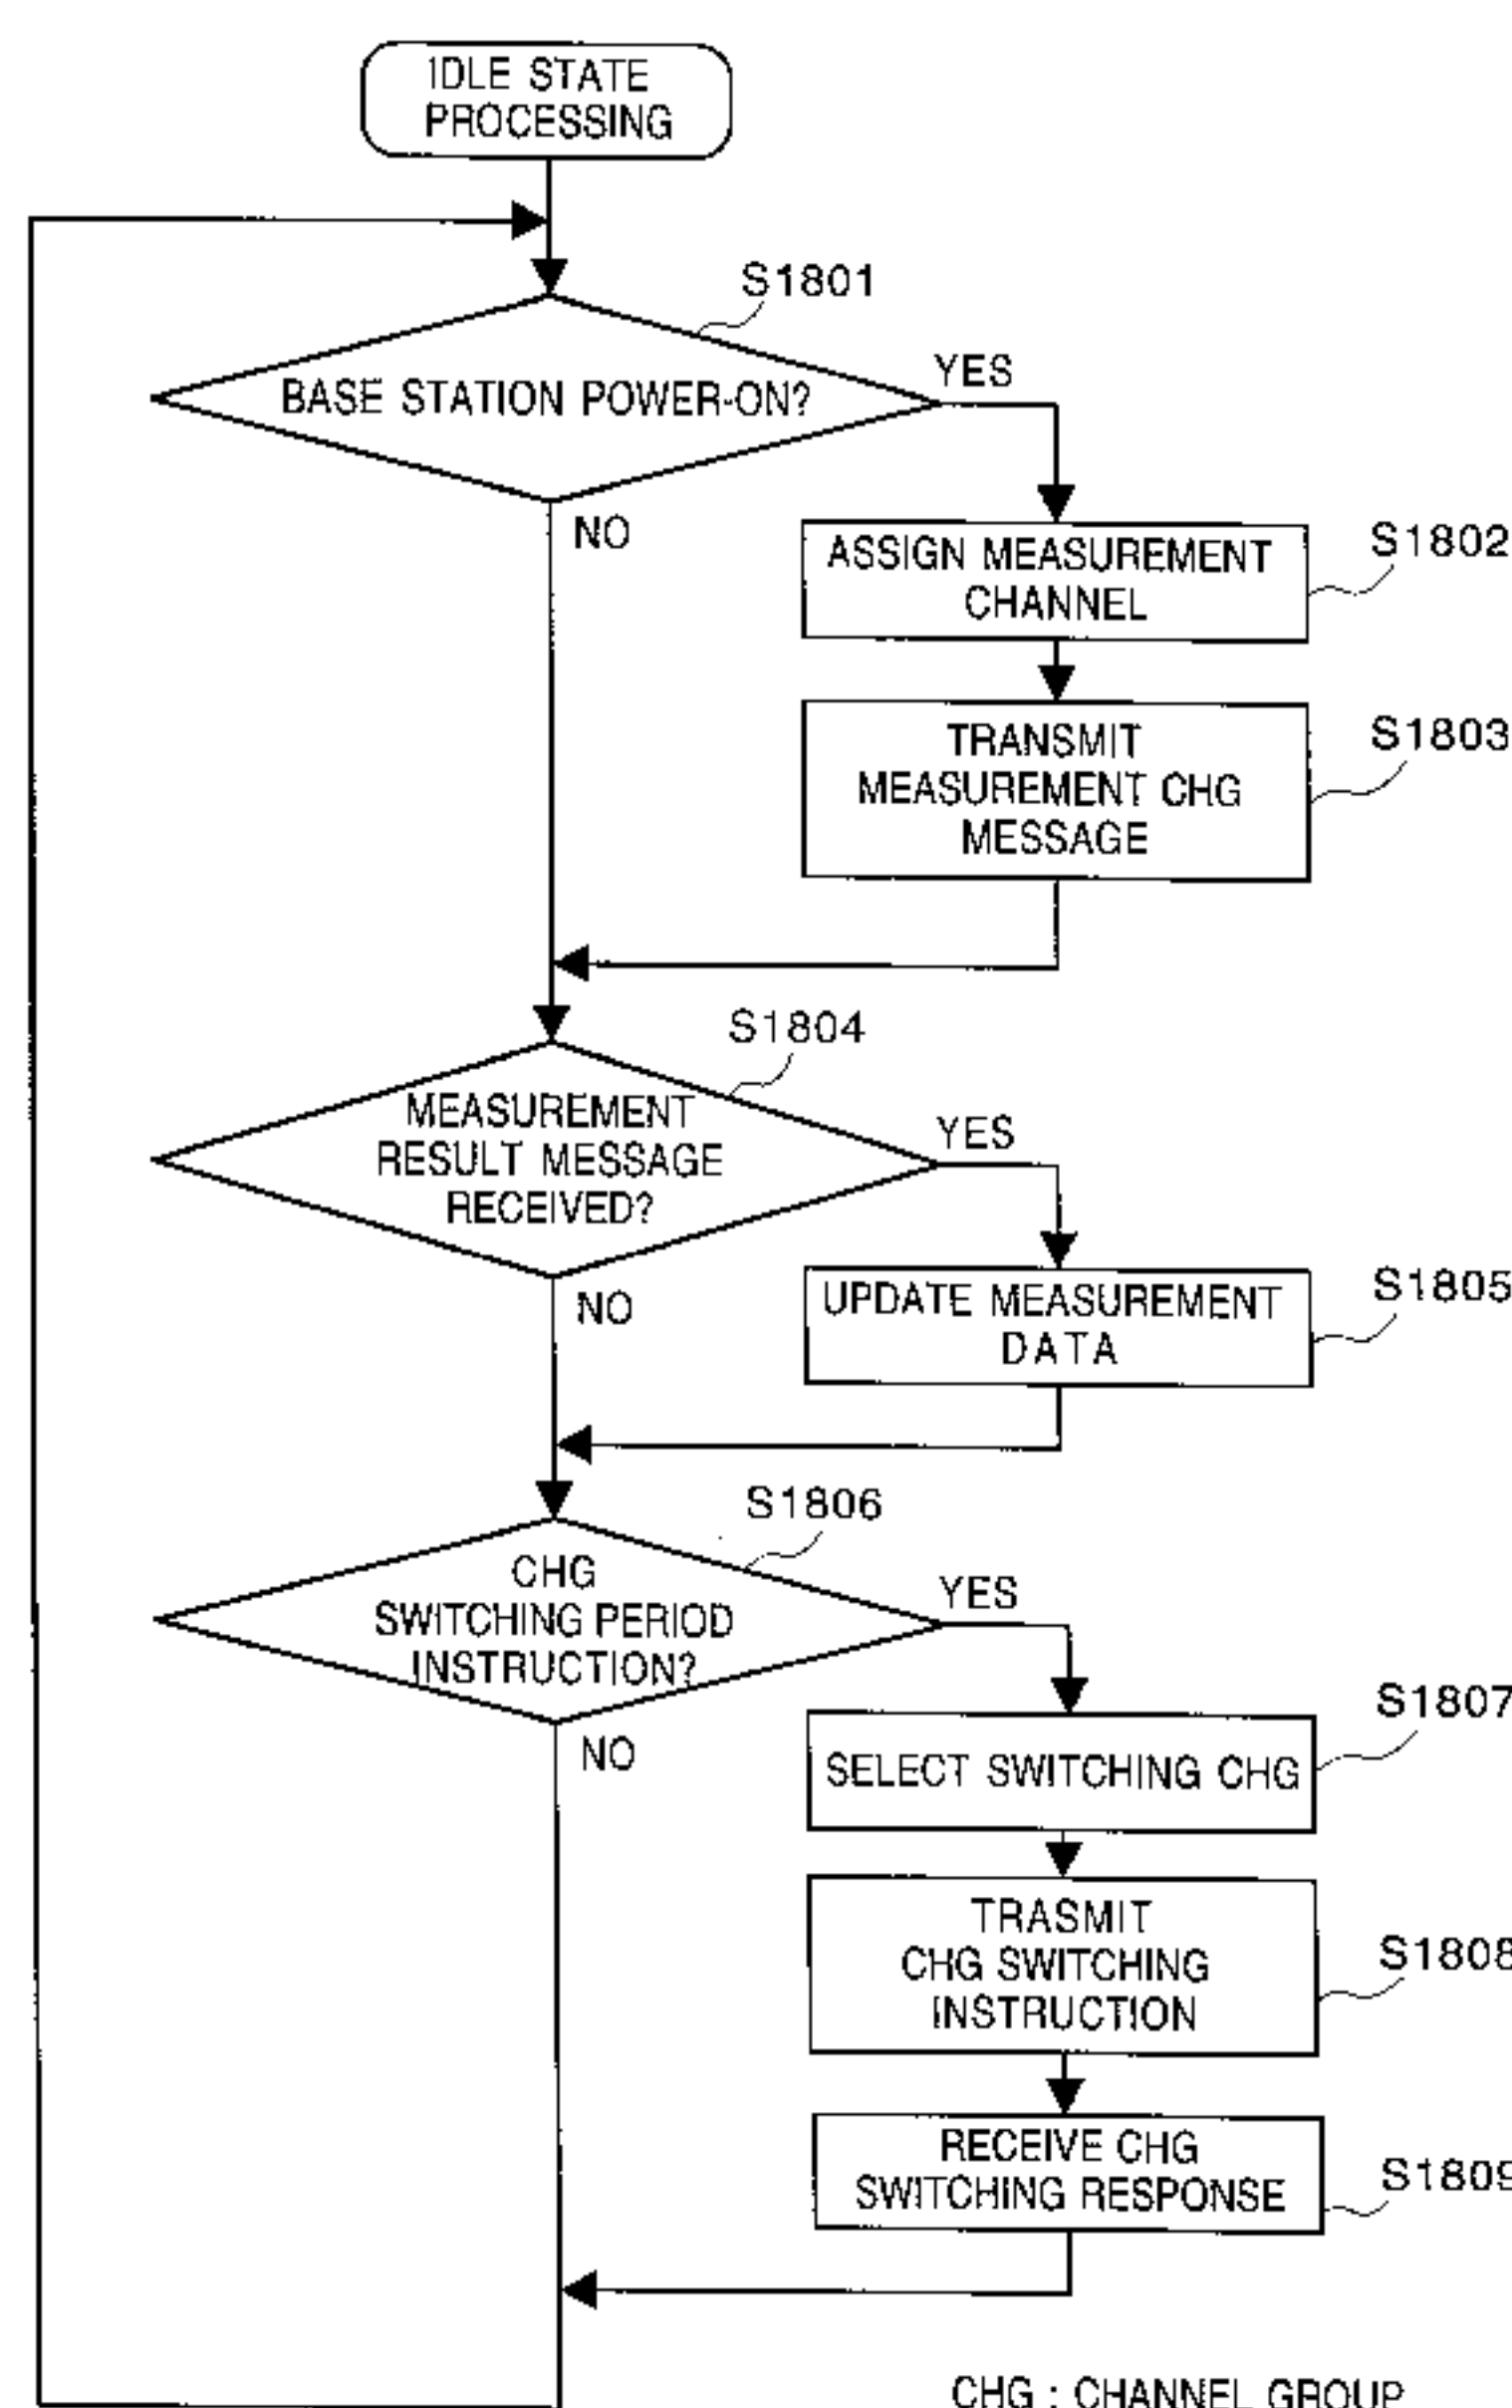 IDLE STATE
PROCESSING
S1801
BASE STATION POWER-ON?
YES
NO
ASSIGN MEASUREMENT
CHANNEL
S1802
TRANSMIT
MEASUREMENT CHG
MESSAGE
S1803
S1804
MEASUREMENT
RESULT MESSAGE
RECEIVED?
YES
NO
UPDATE MEASUREMENT
DATA
S1805
S1806
CHG
SWITCHING PERIOD
INSTRUCTION?
YES
NO
SELECT SWITCHING CHG
S1807
TRASMIT
CHG SWITCHING
INSTRUCTION
S1808
RECEIVE CHG
SWITCHING RESPONSE
S1809
CHG : CHANNEL GROUP